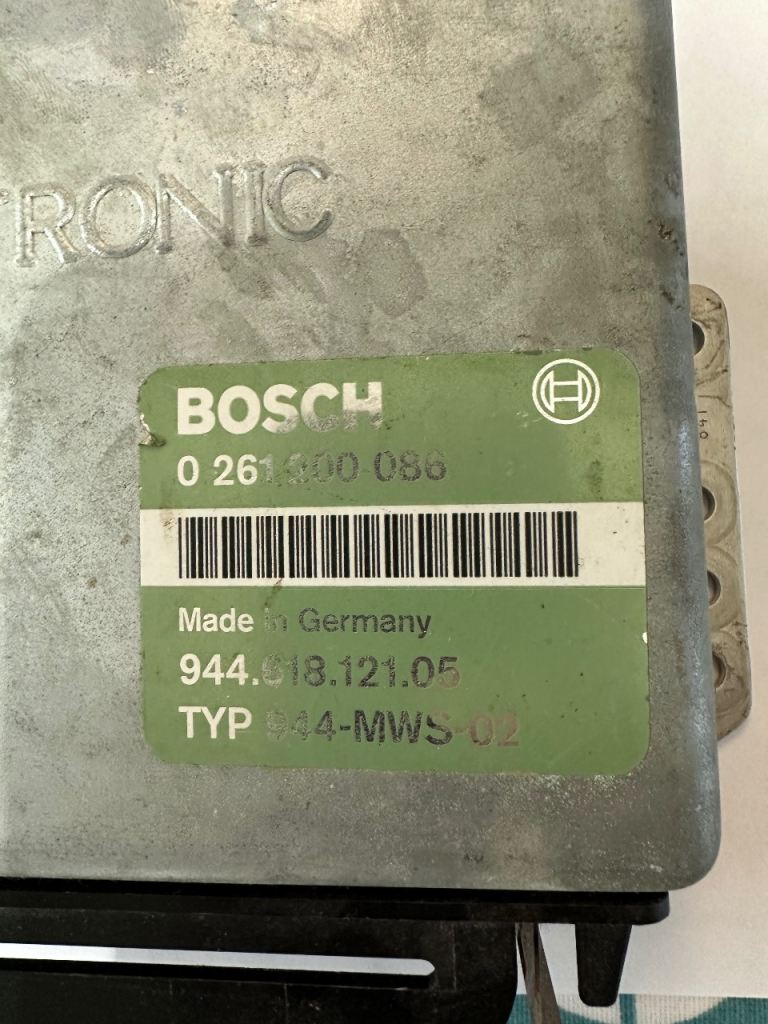 TRONIC
BOSCH
0 261 200 086
Made in Germany
944.618.121.05
TYP 944-MWS-02